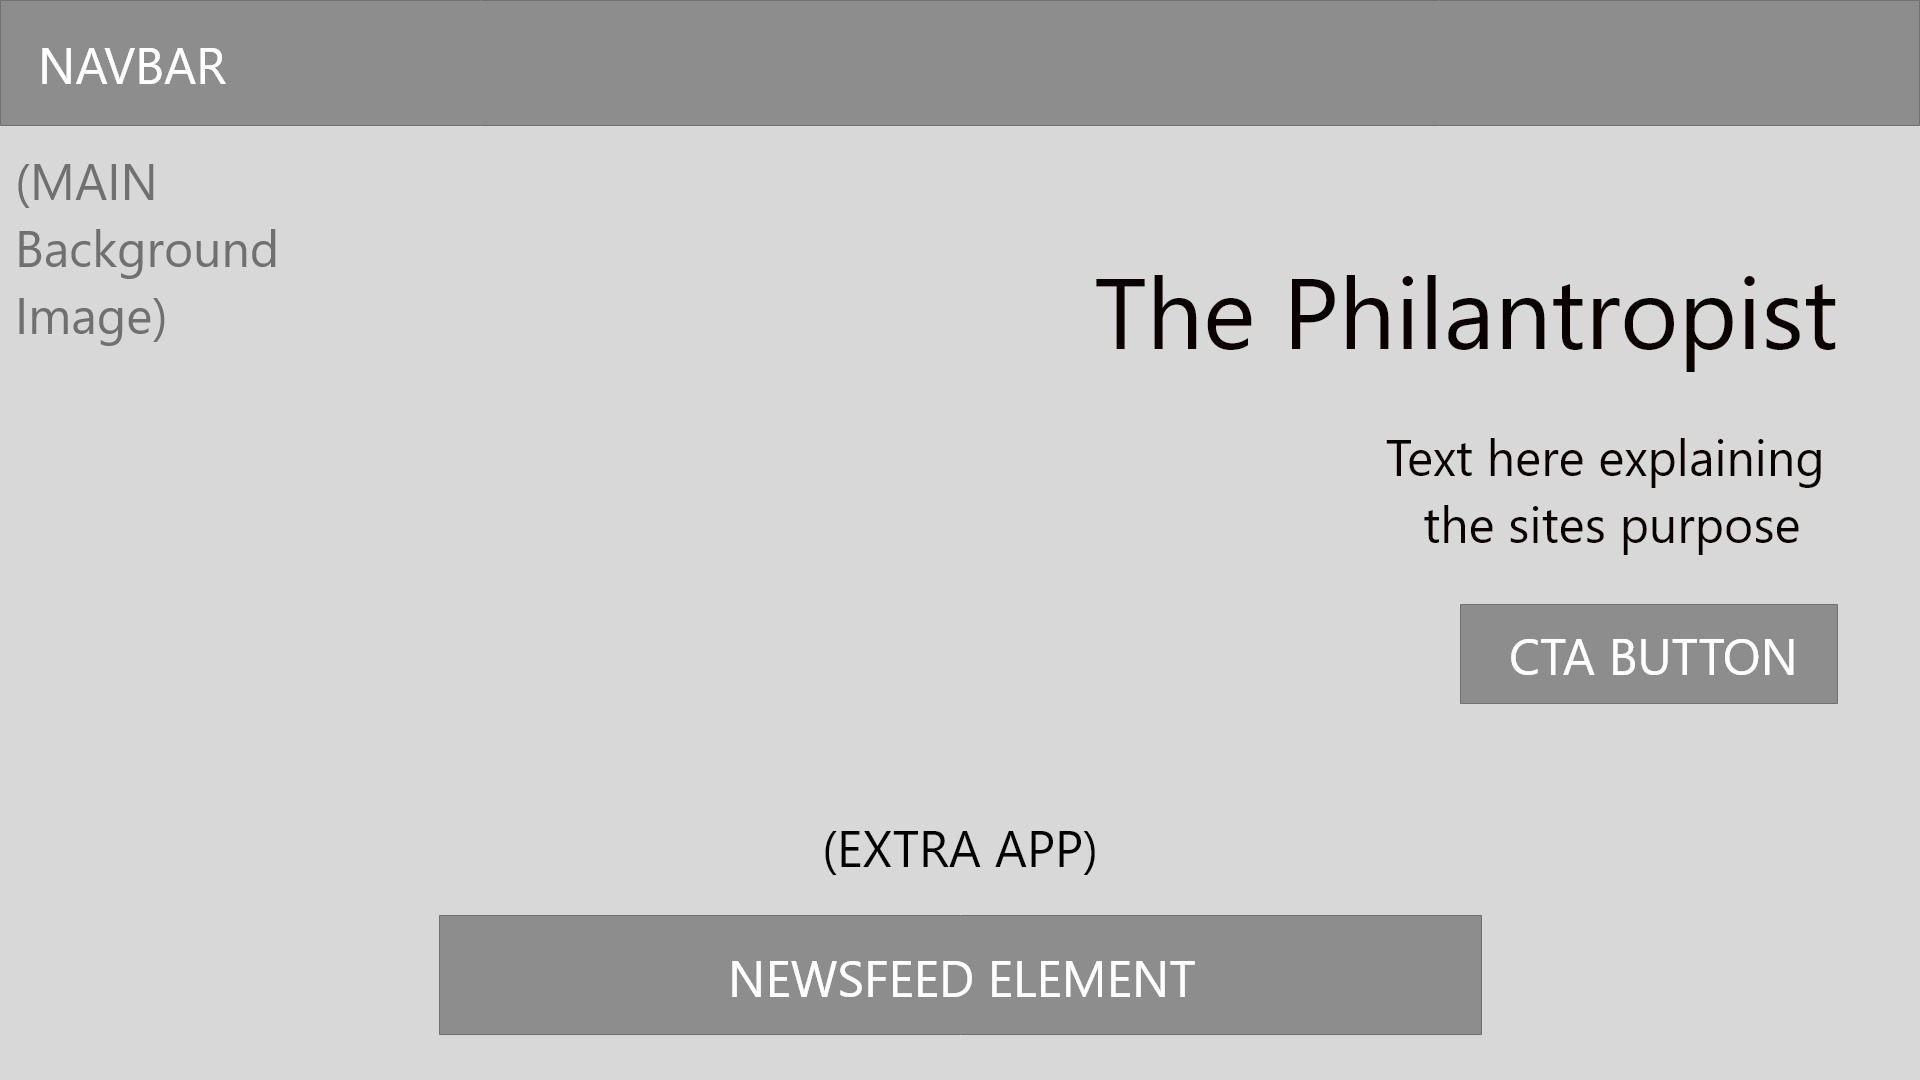 NAVBAR
(MAIN
Background
Image)
The Philantropist
Text here explaining
the sites purpose
CTA BUTTON
(EXTRA APP)
NEWSFEED ELEMENT